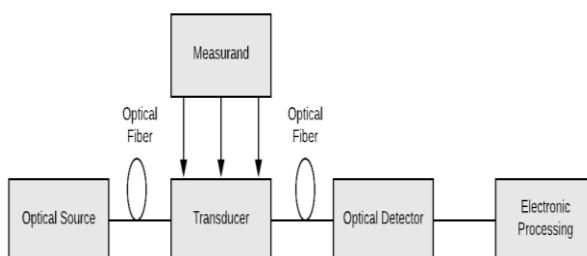 Measurand
Optical
Fiber
Optical
Fiber
Optical Source
Transducer
Optical Detector
Electronic
Processing